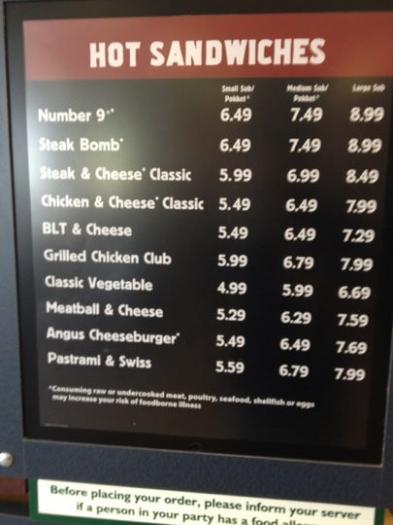 HOT SANDWICHES
Small Sub/ Pokket* Medium Sub/ Pokket* Large Sub
Number 9** 6.49 7.49 8.99
Steak Bomb* 6.49 7.49 8.99
Steak & Cheese* Classic 5.99 6.99 8.49
Chicken & Cheese* Classic 5.49 6.49 7.99
BLT & Cheese 5.49 6.49 7.29
Grilled Chicken Club 5.99 6.79 7.99
Classic Vegetable 4.99 5.99 6.69
Meatball & Cheese 5.29 6.29 7.59
Angus Cheeseburger* 5.49 6.49 7.69
Pastrami & Swiss 5.59 6.79 7.99
*Consuming raw or undercooked meat, poultry, seafood, shellfish or eggs
may increase your risk of foodborne illness
Before placing your order, please inform your server
if a person in your party has a food